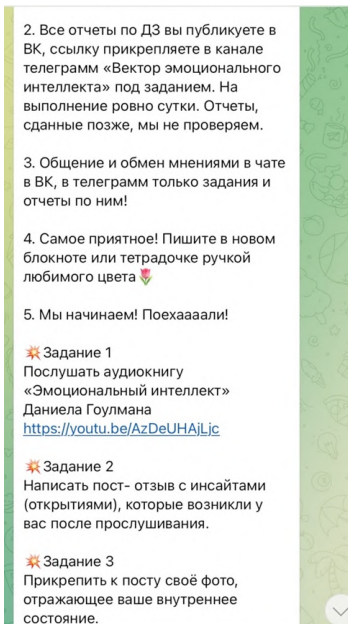 2. Все отчеты по ДЗ вы публикуете в
ВК, ссылку прикрепляете в канале
телеграмм «Вектор эмоционального
интеллекта» под заданием. На
выполнение ровно сутки. Отчеты,
сданные позже, мы не проверяем.
3. Общение и обмен мнениями в чате
в ВК, в телеграмм только задания и
отчеты по ним!
4. Самое приятное! Пишите в новом
блокноте или тетрадочке ручкой
любимого цвета🌷
5. Мы начинаем! Поехаааали!
💥Задание 1
Послушать аудиокнигу
«Эмоциональный интеллект»
Даниела Гоулмана
https://youtu.be/AzDeUHAjLjc
💥Задание 2
Написать пост- отзыв с инсайтами
(открытиями), которые возникли у
вас после прослушивания.
💥Задание 3
Прикрепить к посту своё фото,
отражающее ваше внутреннее
состояние.